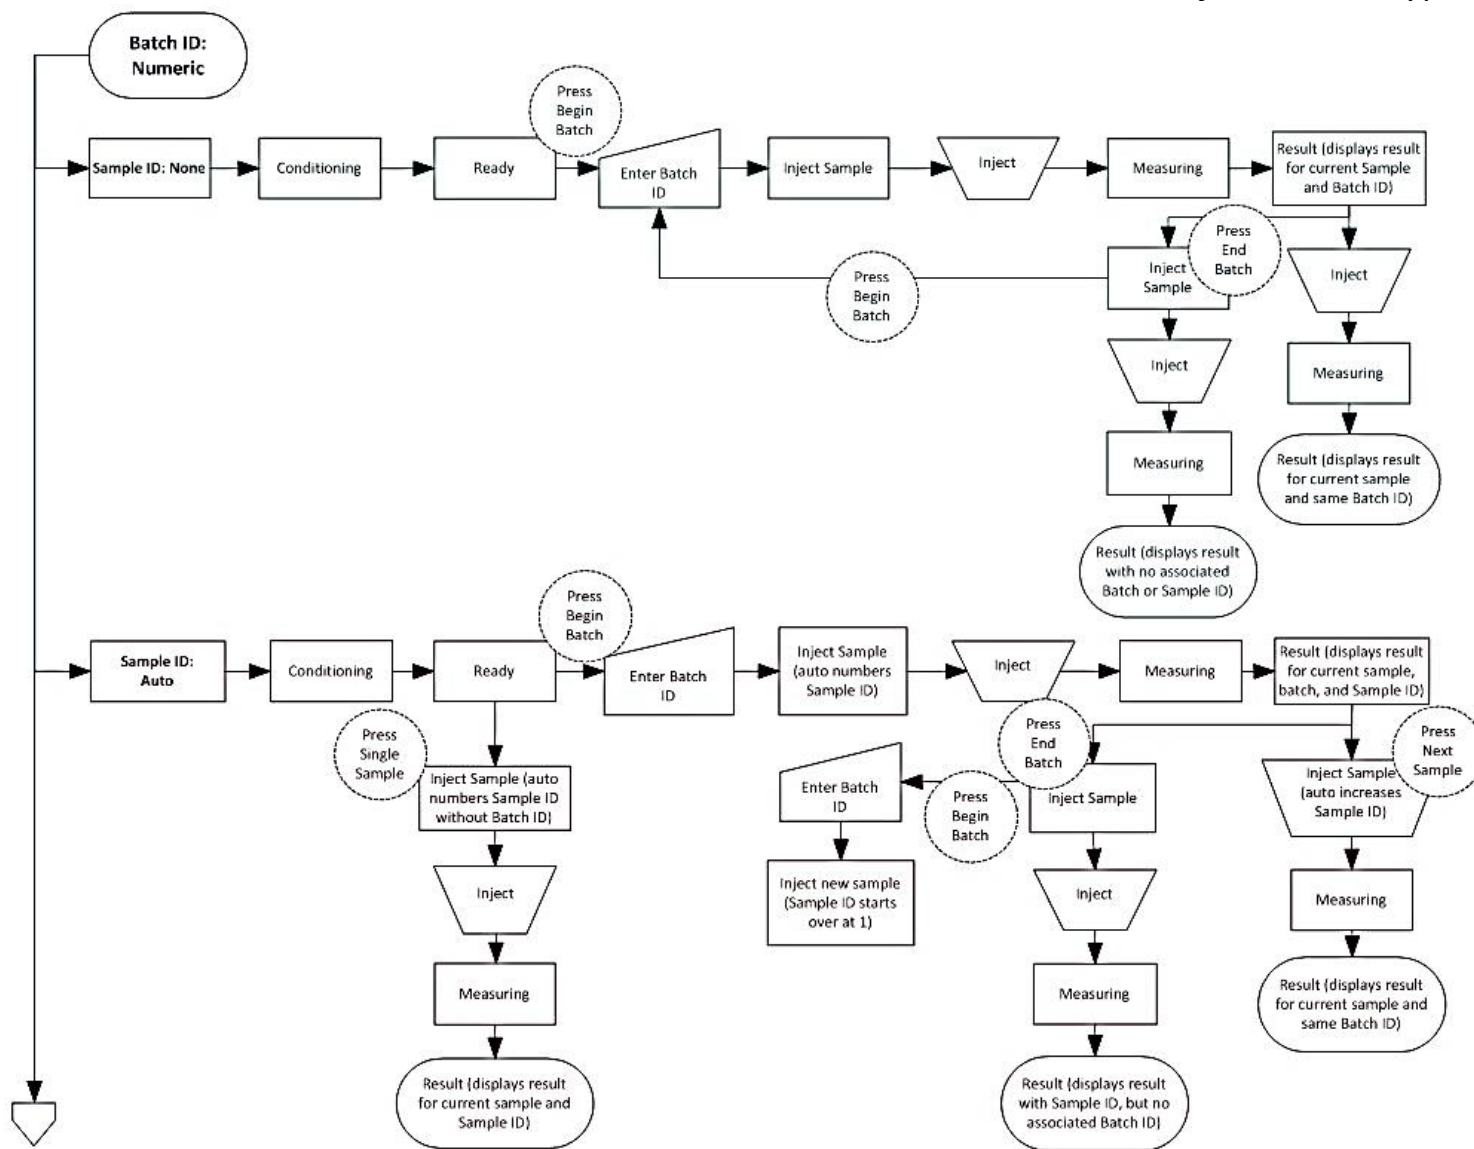 Batch ID:
Numeric
Press
Begin
Batch
Sample ID: None
Conditioning
Ready
Enter Batch
ID
Inject Sample
Inject
Measuring
Result (displays result
for current Sample
and Batch ID)
Press
End
Batch
Inject
Sample
Press
Begin
Batch
Inject
Inject
Measuring
Measuring
Result (displays result
for current sample
and same Batch ID)
Result (displays result
with no associated
Batch or Sample ID)
Press
Begin
Batch
Sample ID:
Auto
Conditioning
Ready
Enter Batch
ID
Inject Sample
(auto numbers
Sample ID)
Inject
Measuring
Result (displays result
for current sample,
batch, and Sample ID)
Press
Single
Sample
Inject Sample (auto
numbers Sample ID
without Batch ID)
Inject
Measuring
Result (displays result
for current sample and
Sample ID)
Press
End
Batch
Inject Sample
Press
Begin
Batch
Enter Batch
ID
Inject new sample
(Sample ID starts
over at 1)
Inject
Measuring
Result (displays result
with Sample ID, but no
associated Batch ID)
Press
Next
Sample
Inject Sample
(auto increases
Sample ID)
Measuring
Result (displays result
for current sample and
same Batch ID)